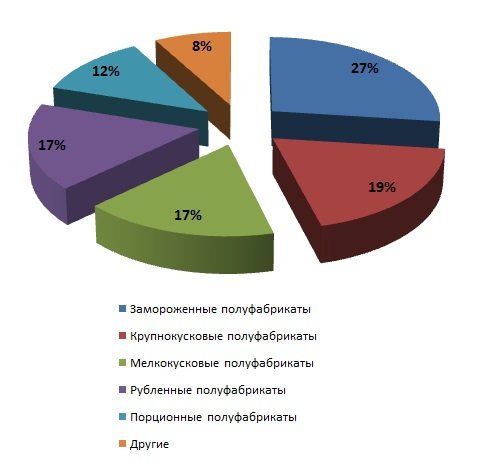 8%
27%
12%
17%
19%
17%
Замороженные полуфабрикаты
Крупнокусковые полуфабрикаты
Мелкокусковые полуфабрикаты
Рубленные полуфабрикаты
Порционные полуфабрикаты
Другие